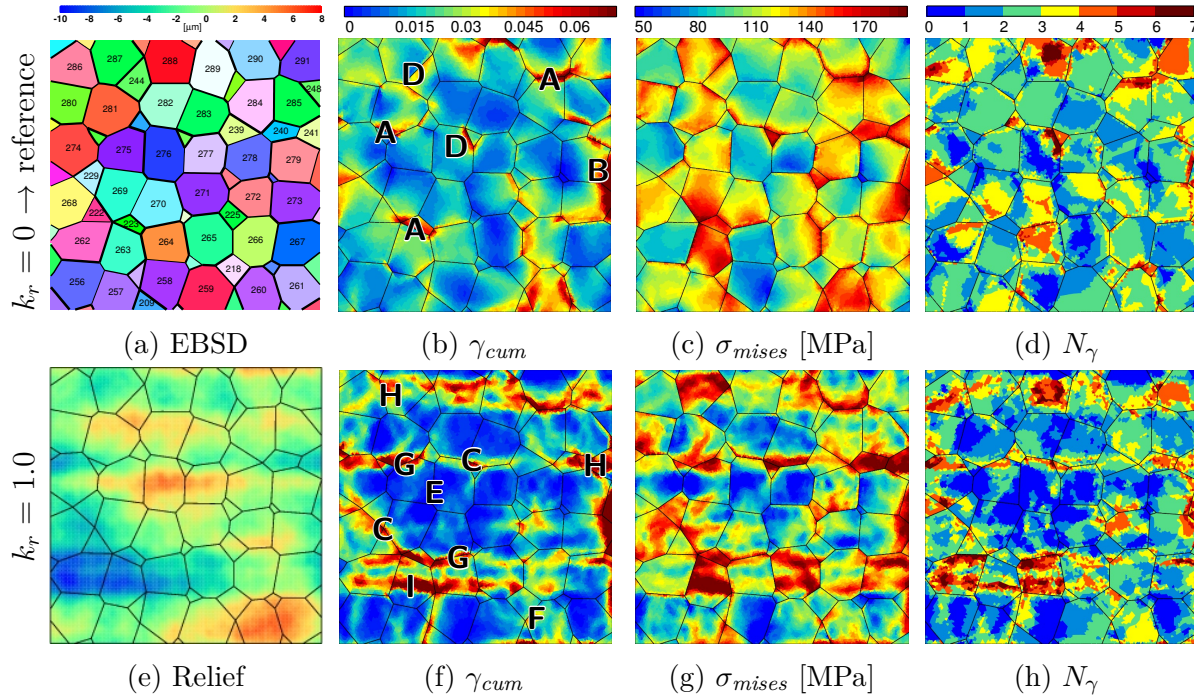 -10 -8 -6 -4 -2 0 2 4 6 8
[μm]
0 0.015 0.045 0.06
50 80 110 140 170
0 1 2 3 4 5 6 7
k_r = 0 → reference
286 287 288 289 290 291
244 248
280 281 282 283 284 285
239 240 241
274 275 276 277 278 279
229
268 269 270 271 272 273
222 223 225
262 263 264 265 266 267
218
256 257 258 259 260 261
209
D A
A D B
A
(a) EBSD
(b) γ_cum
(c) σ_mises [MPa]
(d) N_γ
k_r = 1.0
H
G C H
E
C
G
I
F
(e) Relief
(f) γ_cum
(g) σ_mises [MPa]
(h) N_γ